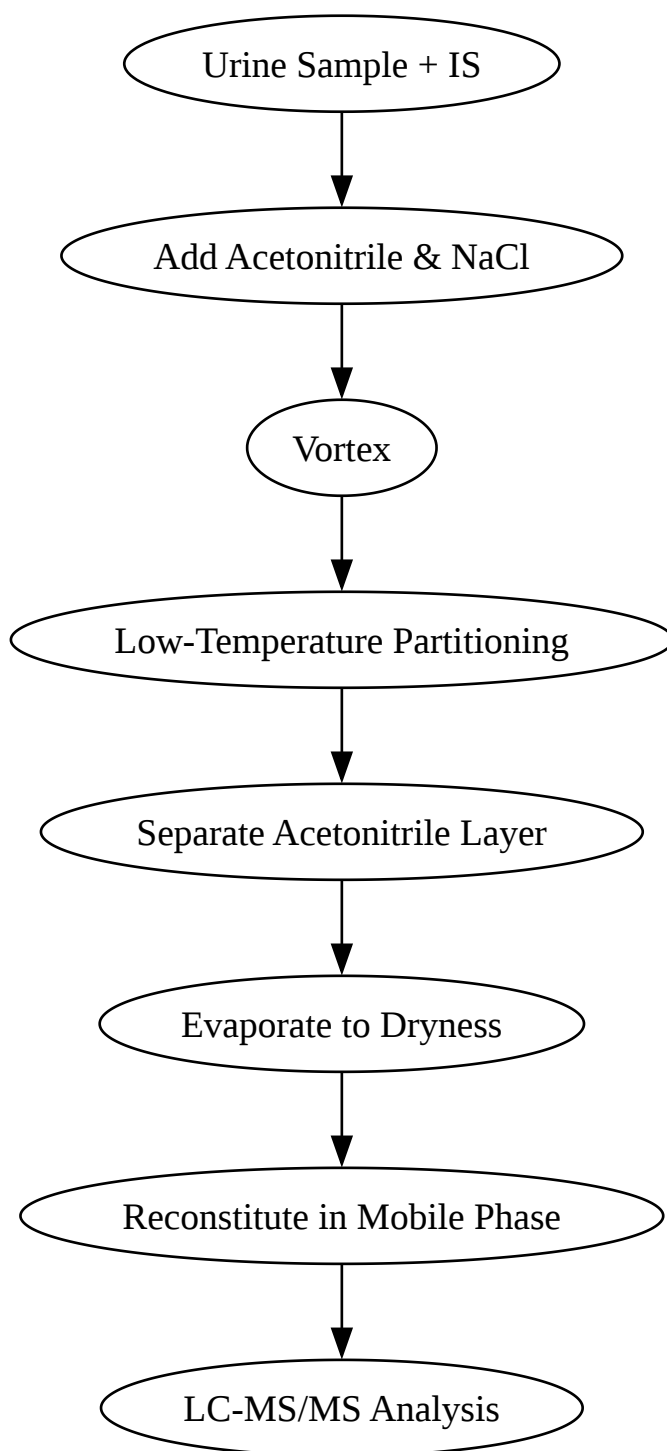 Urine Sample + IS
Add Acetonitrile & NaCl
Vortex
Low-Temperature Partitioning
Separate Acetonitrile Layer
Evaporate to Dryness
Reconstitute in Mobile Phase
LC-MS/MS Analysis